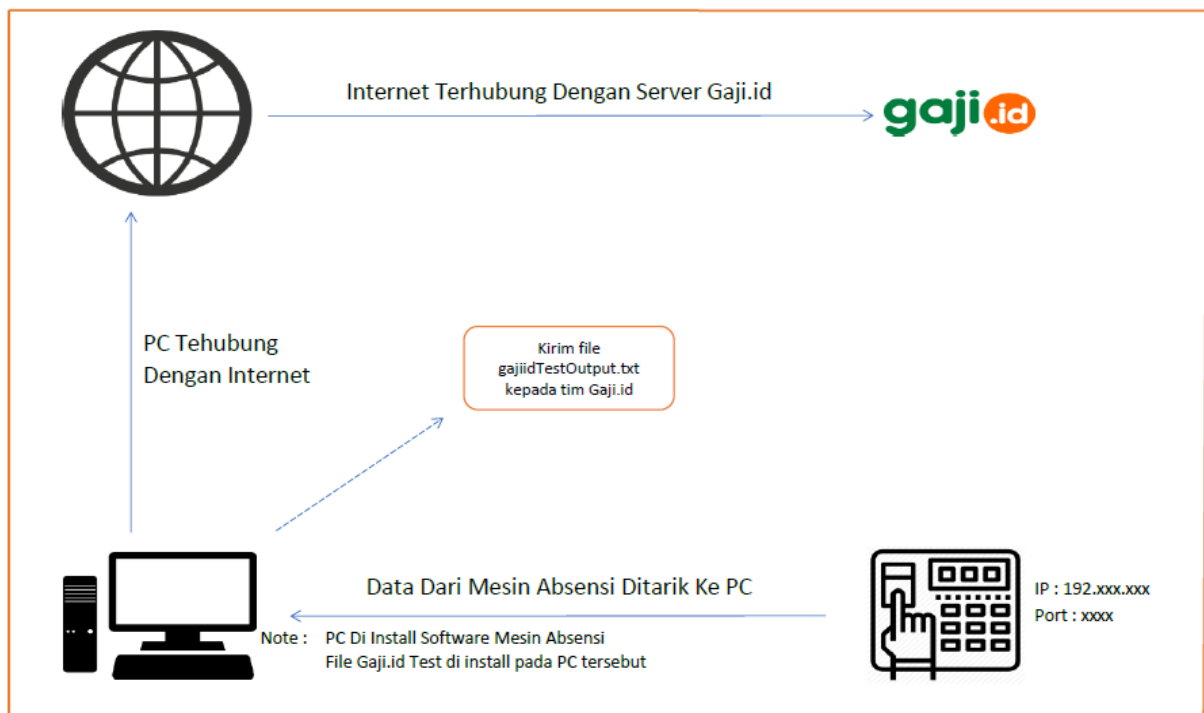 Internet Terhubung Dengan Server Gaji.id
gaji.id
PC Tehubung
Dengan Internet
Kirim file
gajiidTestOutput.txt
kepada tim Gaji.id
Data Dari Mesin Absensi Ditarik Ke PC
IP : 192.xxx.xxx
Port : xxxx
Note : PC Di Install Software Mesin Absensi
File Gaji.id Test di install pada PC tersebut